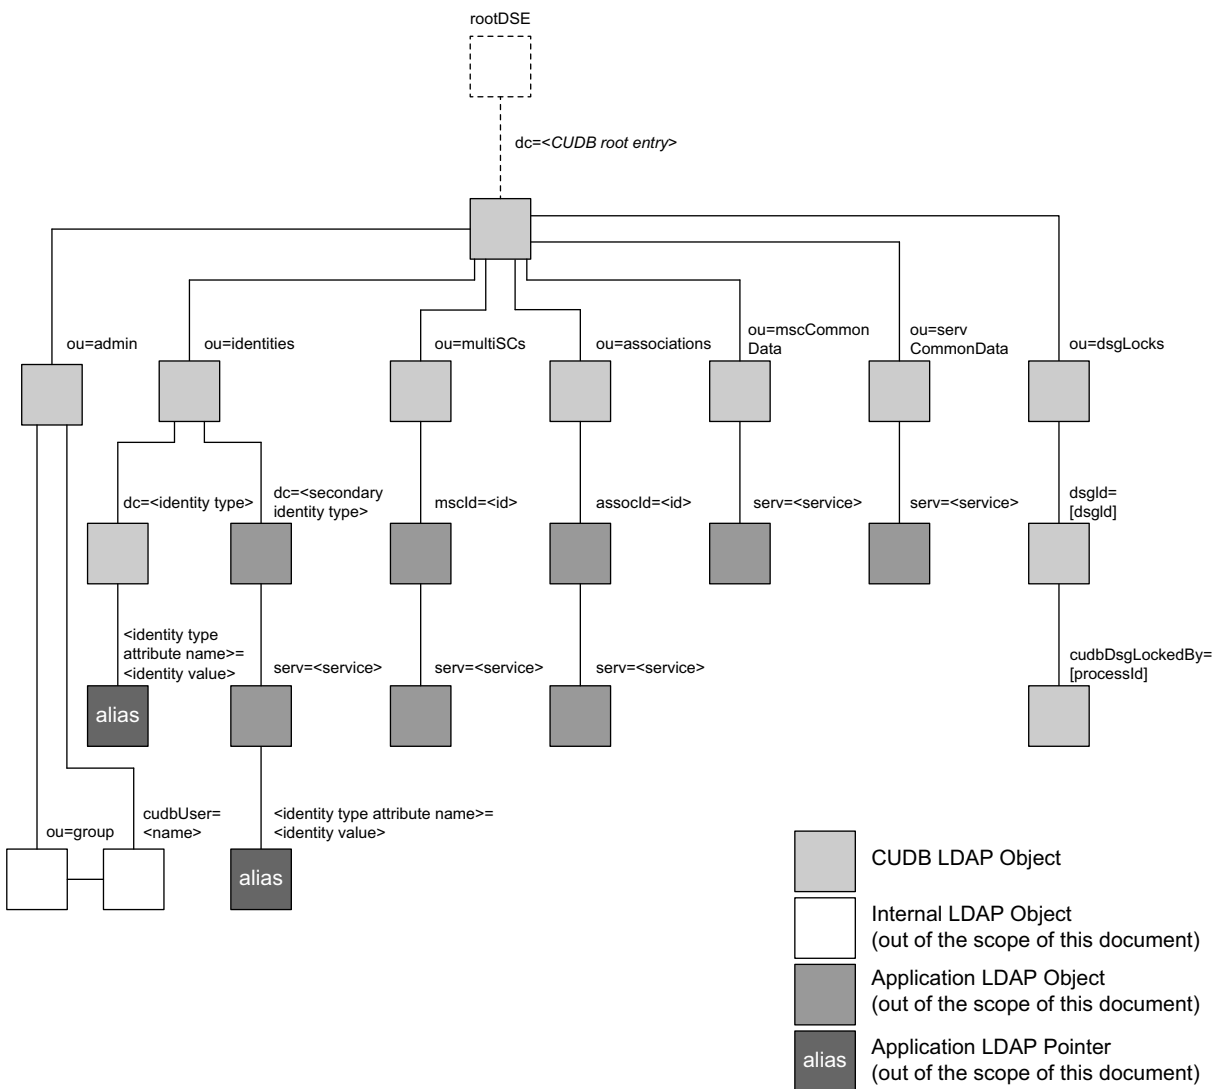 rootDSE
dc=<CUDB root entry>
ou=admin
ou=identities
ou=multiSCs
ou=associations
ou=mscCommon
Data
ou=serv
CommonData
ou=dsgLocks
dc=<identity type>
dc=<secondary
identity type>
mscId=<id>
assocId=<id>
serv=<service>
serv=<service>
dsgId=
[dsgId]
<identity type
attribute name>=
<identity value>
serv=<service>
serv=<service>
serv=<service>
cudbDsgLockedBy=
[processId]
alias
ou=group
cudbUser=
<name>
<identity type attribute name>=
<identity value>
alias
CUDB LDAP Object
Internal LDAP Object
(out of the scope of this document)
Application LDAP Object
(out of the scope of this document)
alias
Application LDAP Pointer
(out of the scope of this document)